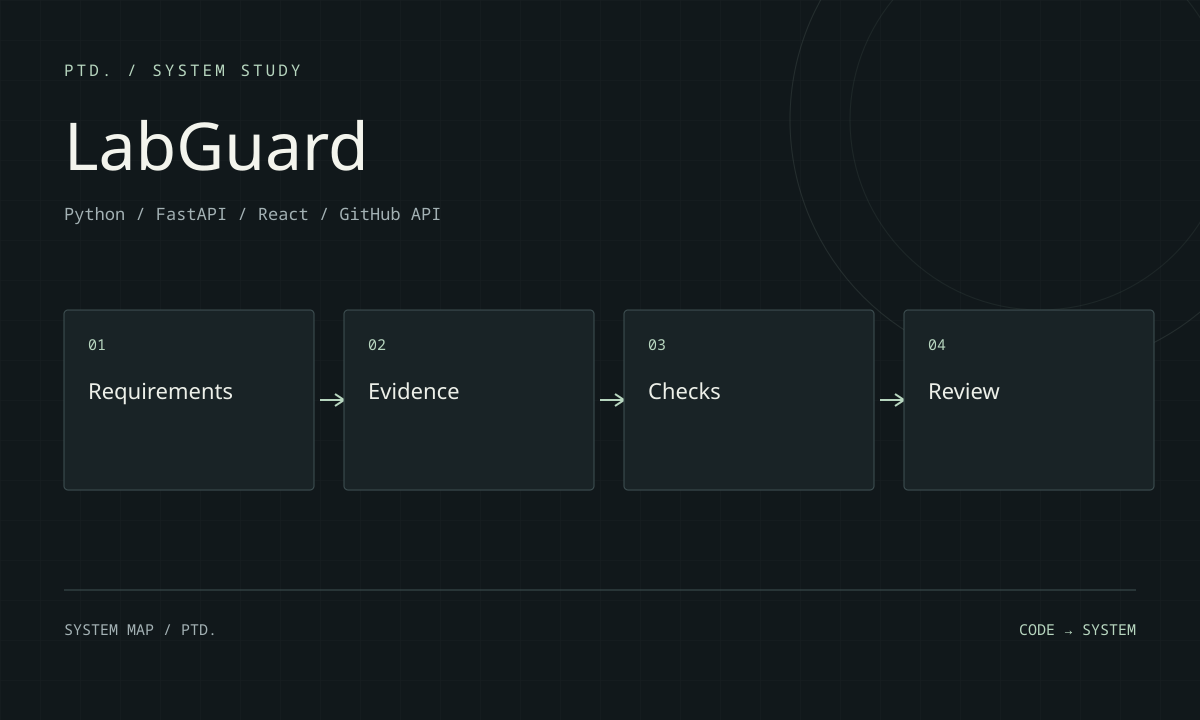 PTD. / SYSTEM STUDY
LabGuard
Python / FastAPI / React / GitHub API
01
Requirements
02
Evidence
03
Checks
04
Review
SYSTEM MAP / PTD.
CODE → SYSTEM